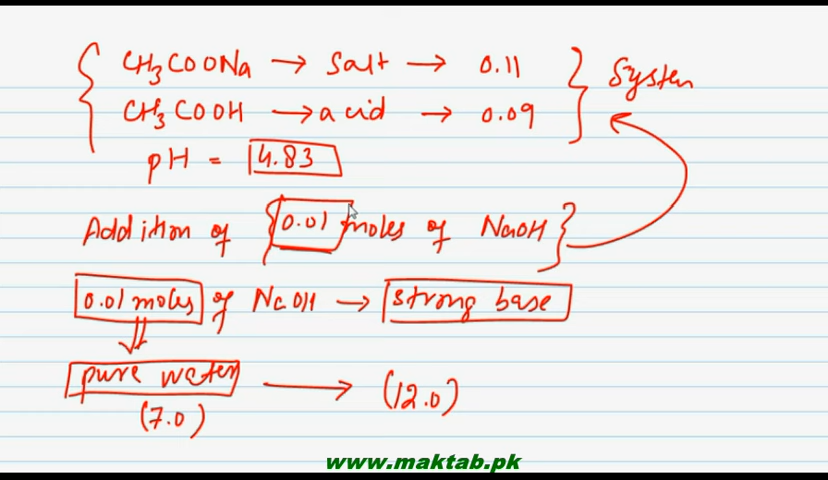 CH3COONa → Salt → 0.11
CH3COOH → acid → 0.09
System
pH = 4.83
Addition of {0.01 moles of NaOH}
0.01 moles of NaOH → strong base
pure water → (12.0)
(7.0)
www.maktab.pk